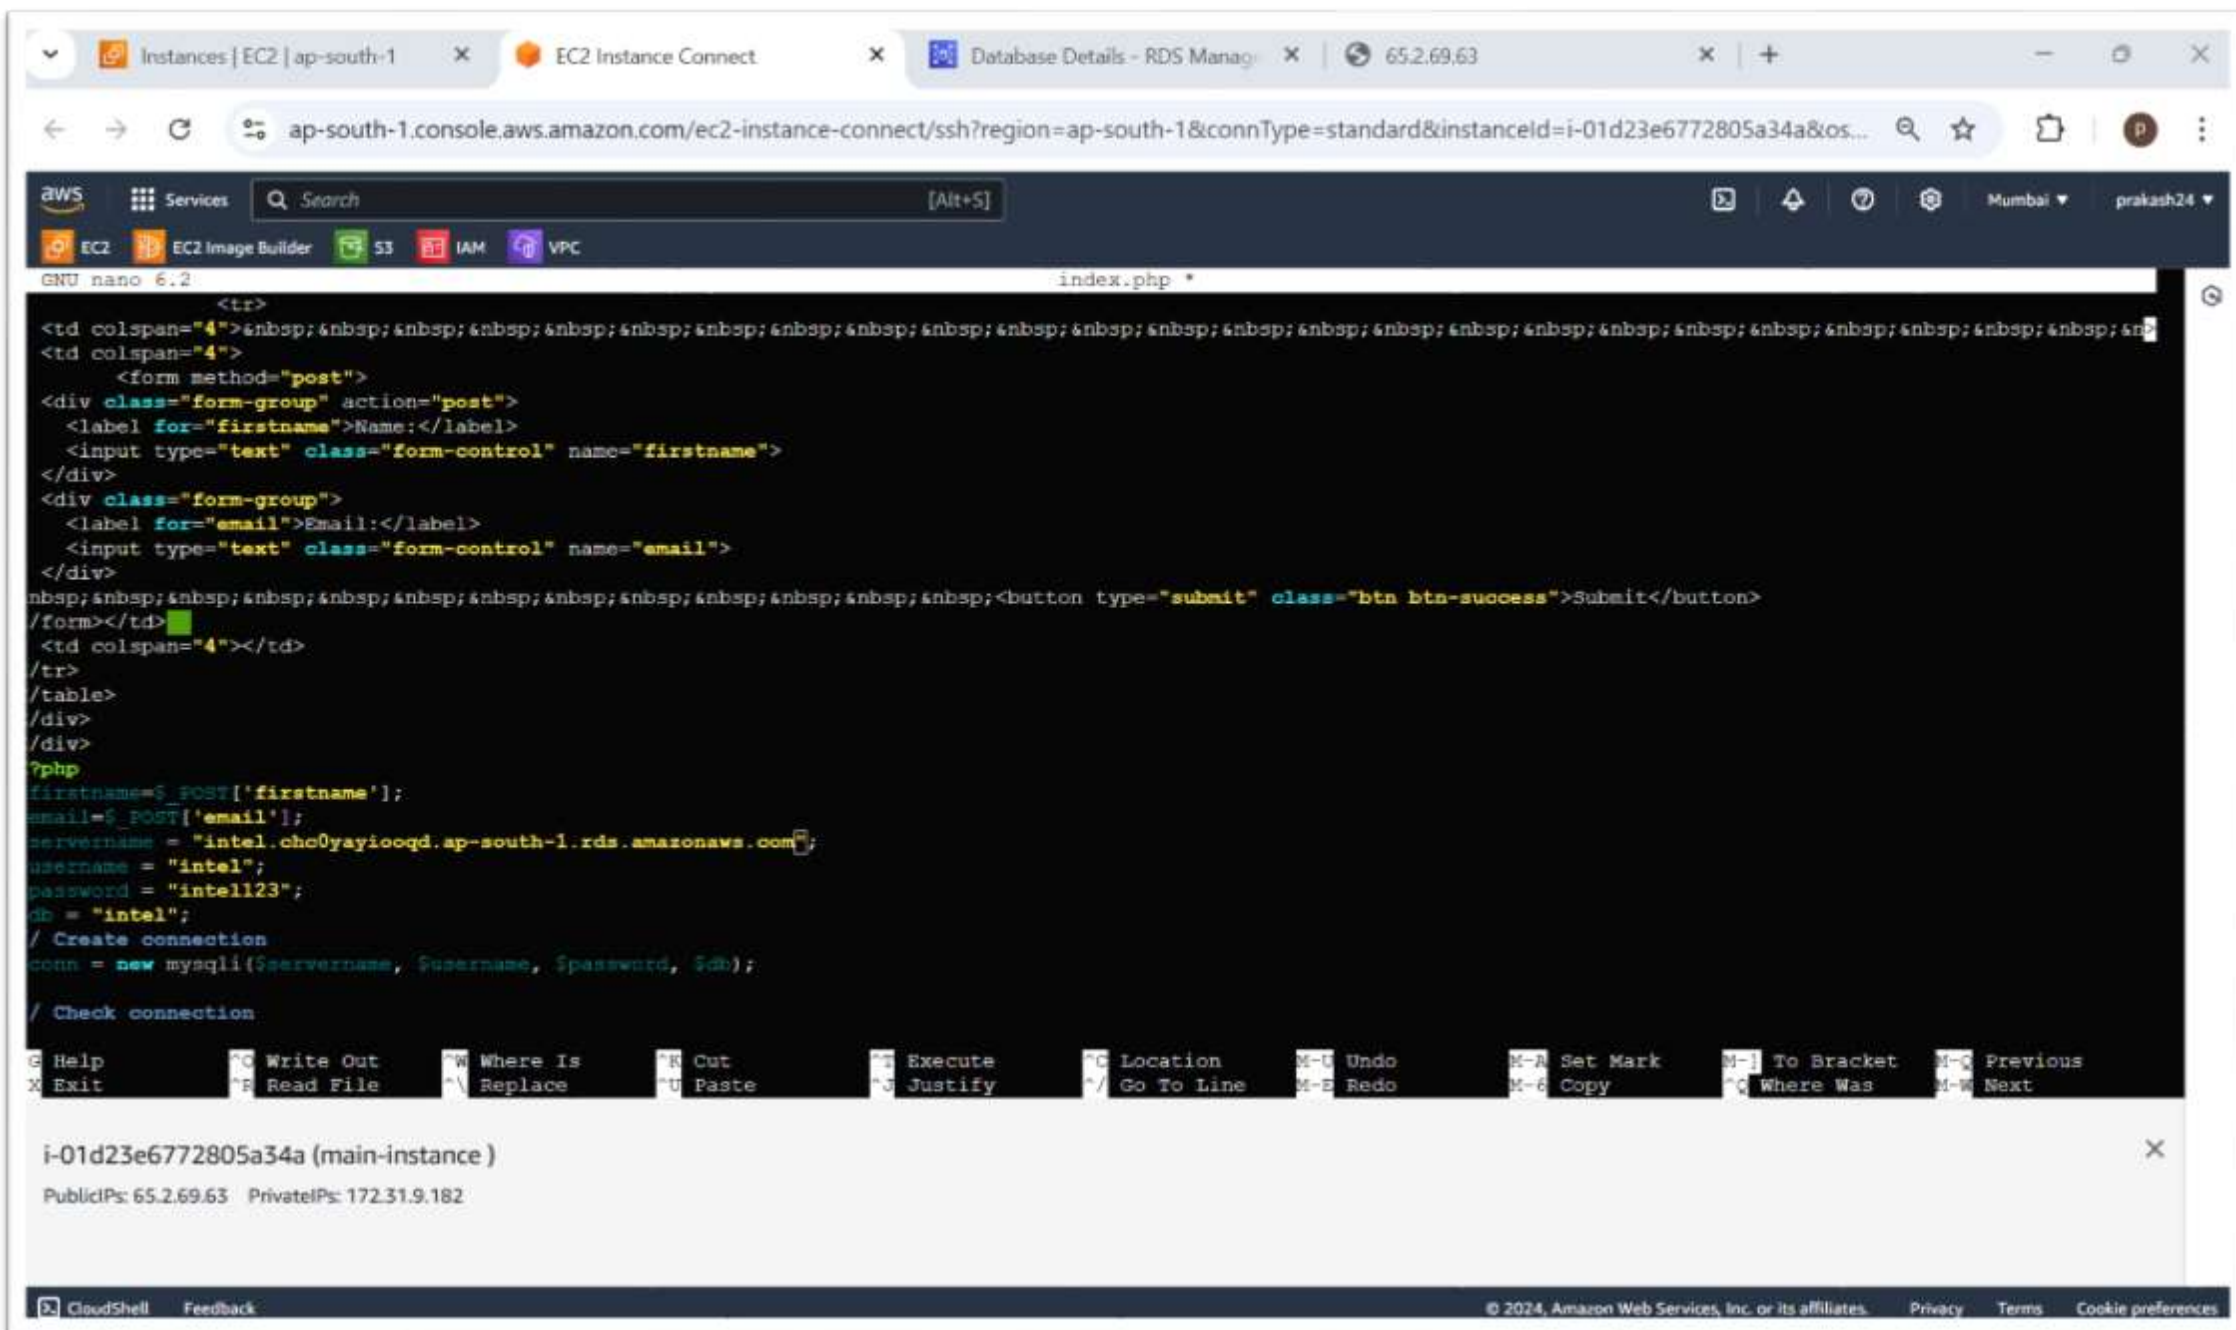 Instances | EC2 | ap-south-1
EC2 Instance Connect
Database Details - RDS Manag
65.2.69.63
ap-south-1.console.aws.amazon.com/ec2-instance-connect/ssh?region=ap-south-1&connType=standard&instanceId=i-01d23e6772805a34a&os...
P
aws Services Search [Alt+S] Mumbai prakash24
EC2 EC2 Image Builder S3 IAM VPC
GNU nano 6.2 index.php *
<tr>
<td colspan="4">&nbsp;&nbsp;&nbsp;&nbsp;&nbsp;&nbsp;&nbsp;&nbsp;&nbsp;&nbsp;&nbsp;&nbsp;&nbsp;&nbsp;&nbsp;&nbsp;&nbsp;&nbsp;&nbsp;&nbsp;&nbsp;&nbsp;&nbsp;&nbsp;&nbsp;&n>
<td colspan="4">
<form method="post">
<div class="form-group" action="post">
<label for="firstname">Name:</label>
<input type="text" class="form-control" name="firstname">
</div>
<div class="form-group">
<label for="email">Email:</label>
<input type="text" class="form-control" name="email">
</div>
nbsp;&nbsp;&nbsp;&nbsp;&nbsp;&nbsp;&nbsp;&nbsp;&nbsp;&nbsp;&nbsp;&nbsp;&nbsp;<button type="submit" class="btn btn-success">Submit</button>
/form></td>
<td colspan="4"></td>
/tr>
/table>
/div>
/div>
?php
firstname=$_POST['firstname'];
email=$_POST['email'];
servername = "intel.chc0yayiooqd.ap-south-1.rds.amazonaws.com";
username = "intel";
password = "intel123";
db = "intel";
/ Create connection
conn = new mysqli($servername, $username, $password, $db);
/ Check connection
G Help ^O Write Out ^W Where Is ^K Cut ^T Execute ^C Location M-U Undo M-A Set Mark M-] To Bracket M-Q Previous
X Exit ^R Read File ^\ Replace ^U Paste ^J Justify ^/ Go To Line M-E Redo M-6 Copy ^Q Where Was M-W Next
i-01d23e6772805a34a (main-instance )
PublicIPs: 65.2.69.63 PrivateIPs: 172.31.9.182
CloudShell Feedback © 2024, Amazon Web Services, Inc. or its affiliates. Privacy Terms Cookie preferences